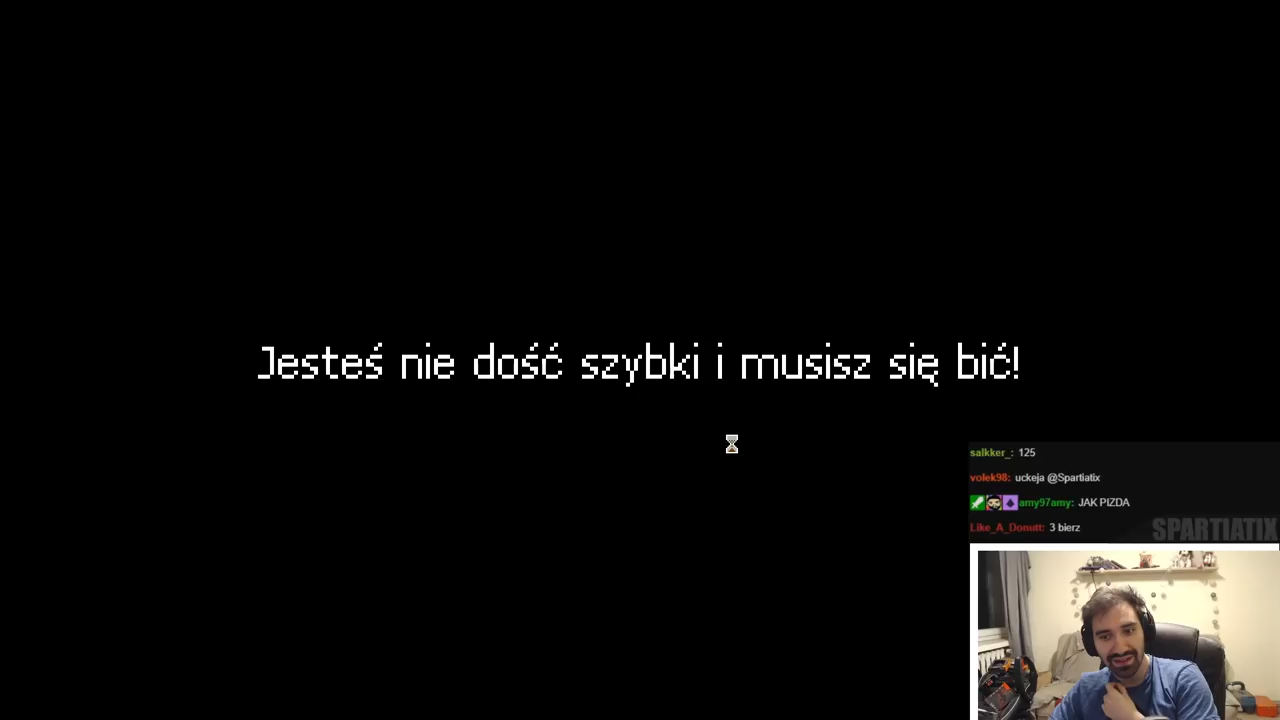 Jesteś nie dość szybki i musisz się bić!
salkker_: 125
volek98: uckeja @Spartiatix
amy97amy: JAK PIZDA
Like_A_Donutt: 3 bierz
SPARTIATIX